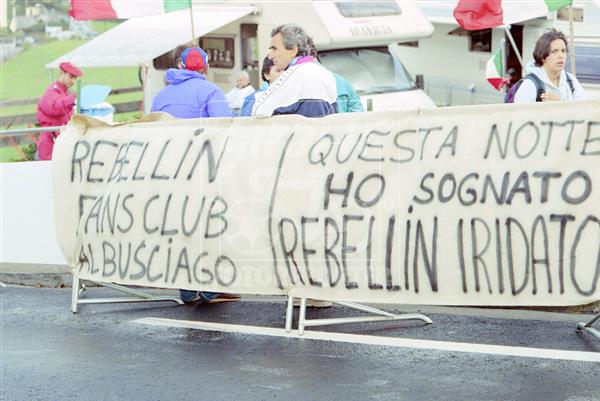 REBELLIN
FANS CLUB
ALBUSCIAGO
QUESTA NOTTE
HO SOGNATO
REBELLIN IRIDATO